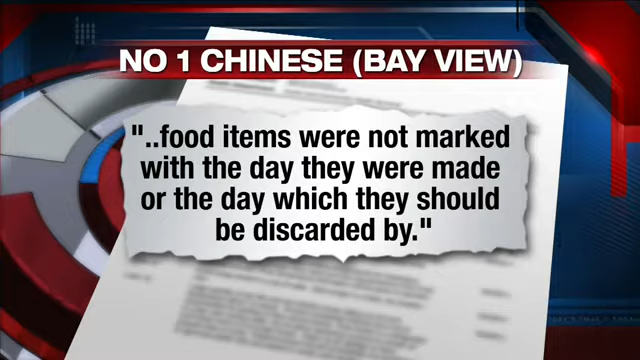 NO 1 CHINESE (BAY VIEW)
"..food items were not marked
with the day they were made
or the day which they should
be discarded by."